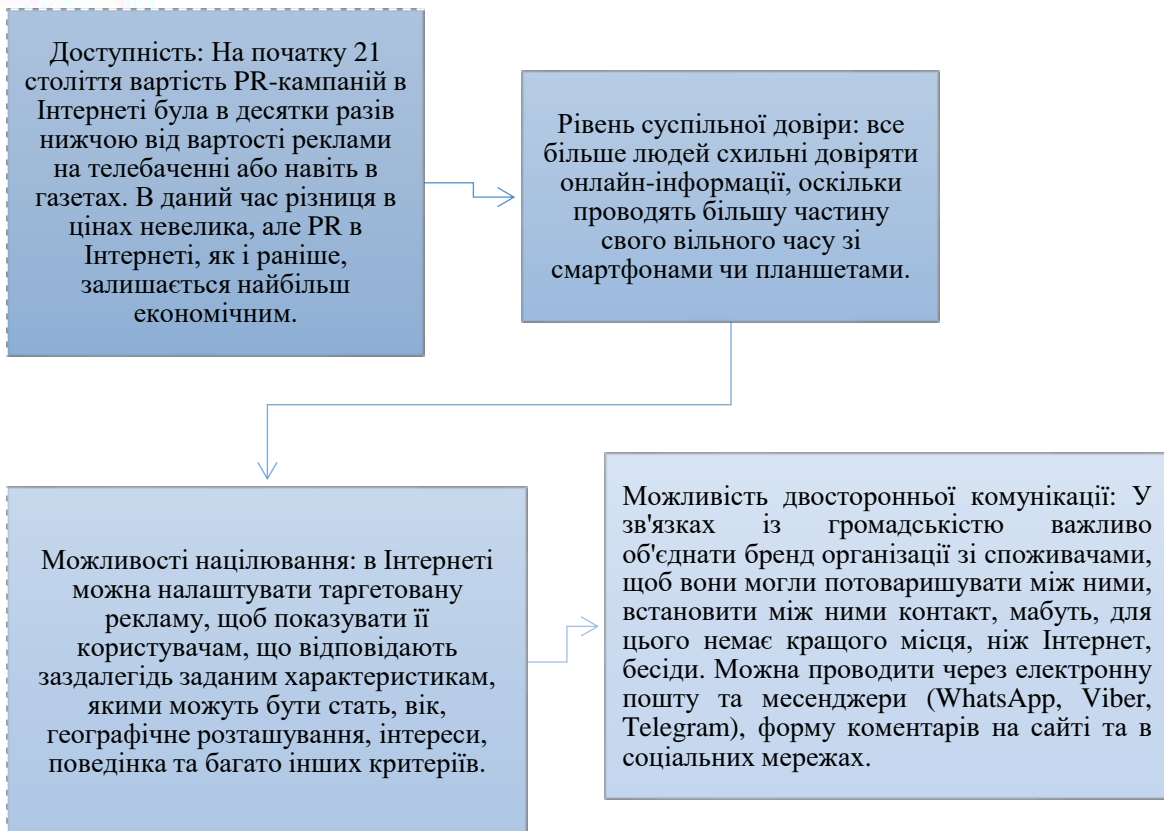 Доступність: На початку 21
століття вартість PR-кампаній в
Інтернеті була в десятки разів
нижчою від вартості реклами
на телебаченні або навіть в
газетах. В даний час різниця в
цінах невелика, але PR в
Інтернеті, як і раніше,
залишається найбільш
економічним.
Рівень суспільної довіри: все
більше людей схильні довіряти
онлайн-інформації, оскільки
проводять більшу частину
свого вільного часу зі
смартфонами чи планшетами.
Можливості націлювання: в Інтернеті
можна налаштувати таргетовану
рекламу, щоб показувати її
користувачам, що відповідають
заздалегідь заданим характеристикам,
якими можуть бути стать, вік,
географічне розташування, інтереси,
поведінка та багато інших критеріїв.
Можливість двосторонньої комунікації: У
зв'язках із громадськістю важливо
об'єднати бренд організації зі споживачами,
щоб вони могли потоваришувати між ними,
встановити між ними контакт, мабуть, для
цього немає кращого місця, ніж Інтернет,
бесіди. Можна проводити через електронну
пошту та месенджери (WhatsApp, Viber,
Telegram), форму коментарів на сайті та в
соціальних мережах.